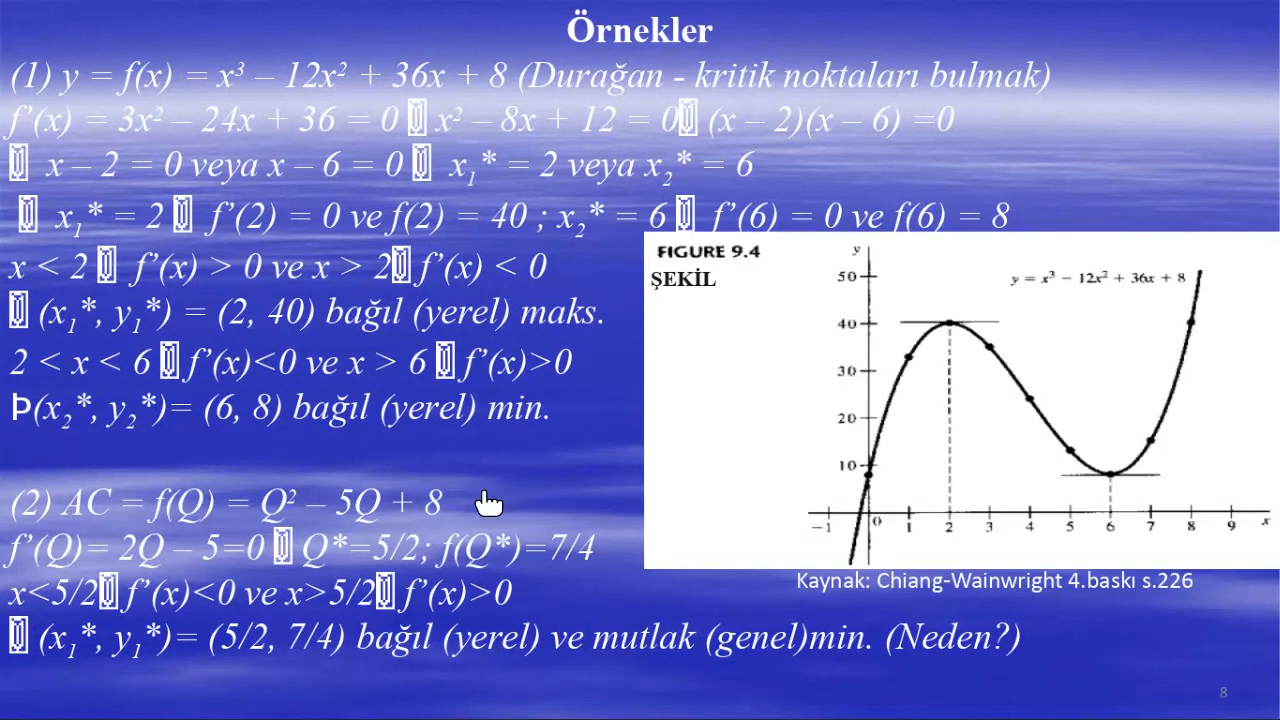 Örnekler
(1) y = f(x) = x³ – 12x² + 36x + 8 (Durağan - kritik noktaları bulmak)
f’(x) = 3x² – 24x + 36 = 0 x² – 8x + 12 = 0 (x – 2)(x – 6) =0
x – 2 = 0 veya x – 6 = 0 x₁* = 2 veya x₂* = 6
x₁* = 2 f’(2) = 0 ve f(2) = 40 ; x₂* = 6 f’(6) = 0 ve f(6) = 8
x < 2 f’(x) > 0 ve x > 2 f’(x) < 0
(x₁*, y₁*) = (2, 40) bağıl (yerel) maks.
2 < x < 6 f’(x)<0 ve x > 6 f’(x)>0
Þ(x₂*, y₂*)= (6, 8) bağıl (yerel) min.
(2) AC = f(Q) = Q² – 5Q + 8
f’(Q)= 2Q – 5=0 Q*=5/2; f(Q*)=7/4
x<5/2 f’(x)<0 ve x>5/2 f’(x)>0
(x₁*, y₁*)= (5/2, 7/4) bağıl (yerel) ve mutlak (genel)min. (Neden?)
FIGURE 9.4
ŞEKİL
y
y = x³ − 12x² + 36x + 8
50
40
30
20
10
−1 0 1 2 3 4 5 6 7 8 9 x
Kaynak: Chiang-Wainwright 4.baskı s.226
8